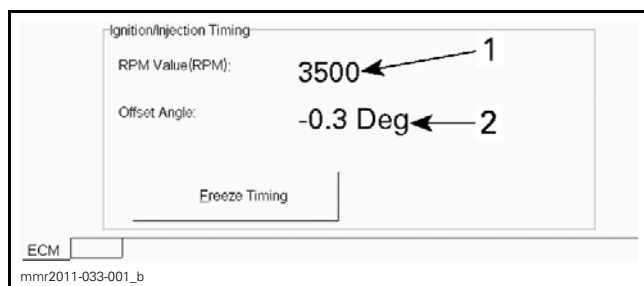 Ignition/Injection Timing
RPM Value(RPM):
3500
1
Offset Angle:
-0.3 Deg
2
Freeze Timing
ECM
mmr2011-033-001_b